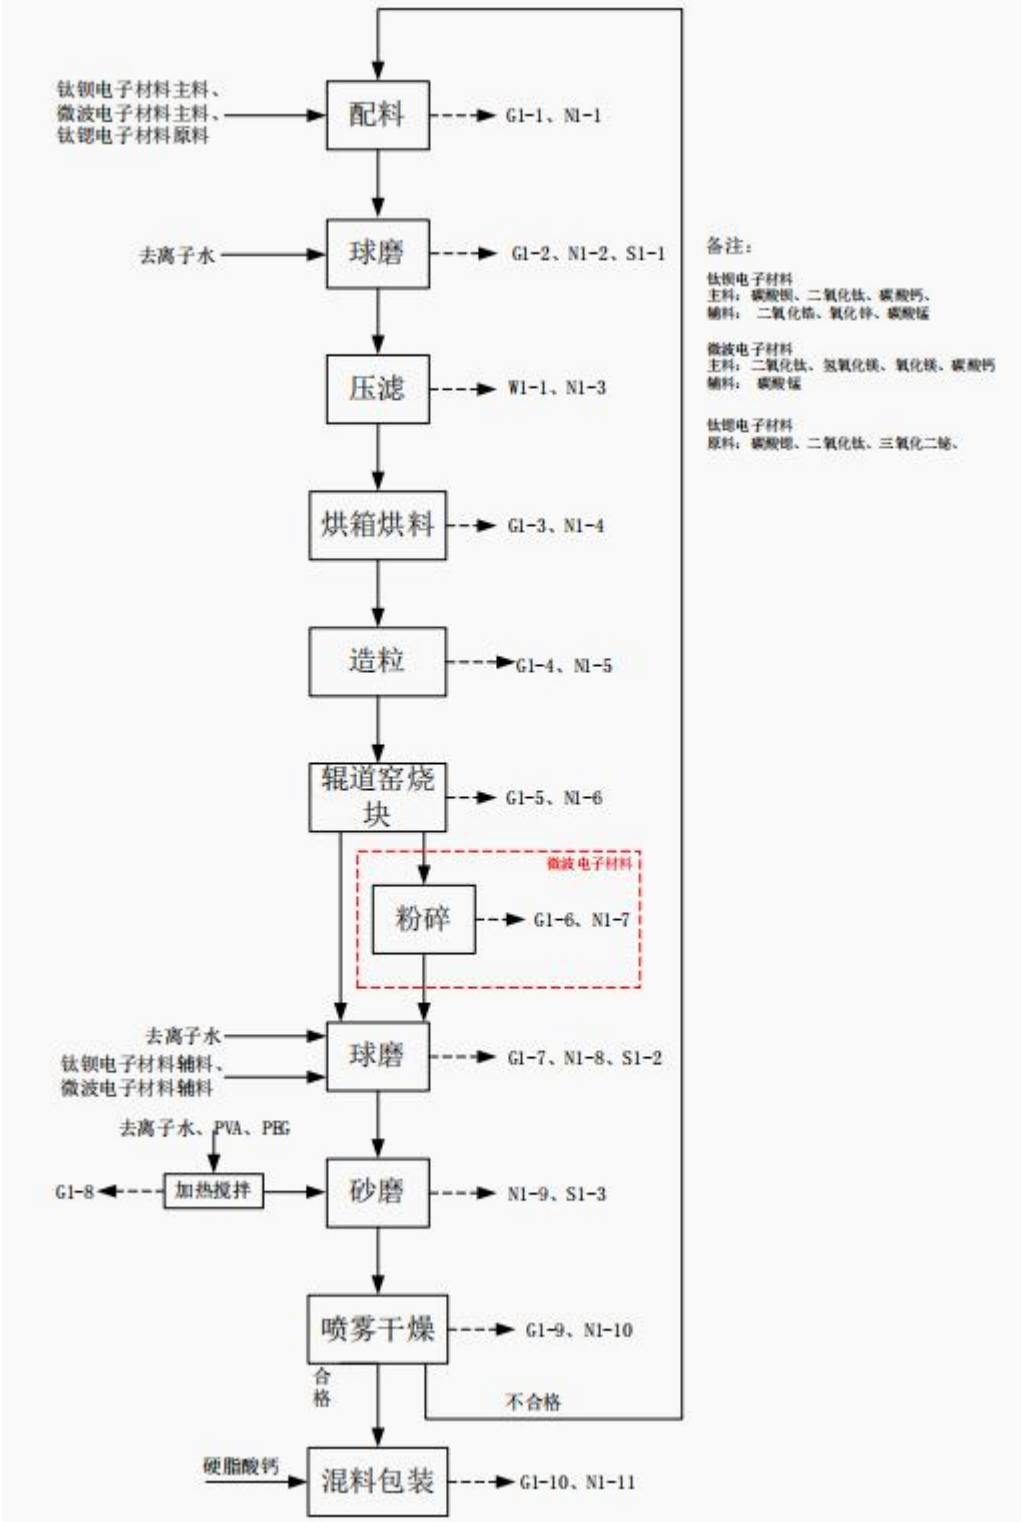 钛钡电子材料主料、
微波电子材料主料、
钛锶电子材料原料
配料
G1-1、N1-1
去离子水
球磨
G1-2、N1-2、S1-1
备注：
钛钡电子材料
主料：碳酸钡、二氧化钛、碳酸钙、
辅料： 二氧化锆、氧化锌、碳酸锰
微波电子材料
主料：二氧化钛、氢氧化镁、氧化镁、碳酸钙
辅料： 碳酸锰
钛锶电子材料
原料：碳酸锶、二氧化钛、三氧化二铋、
压滤
W1-1、N1-3
烘箱烘料
G1-3、N1-4
造粒
G1-4、N1-5
辊道窑烧
块
G1-5、N1-6
微波电子材料
粉碎
G1-6、N1-7
去离子水
钛钡电子材料辅料、
微波电子材料辅料
球磨
G1-7、N1-8、S1-2
去离子水、PVA、PEG
G1-8
加热搅拌
砂磨
N1-9、S1-3
喷雾干燥
G1-9、N1-10
合
格
不合格
硬脂酸钙
混料包装
G1-10、N1-11